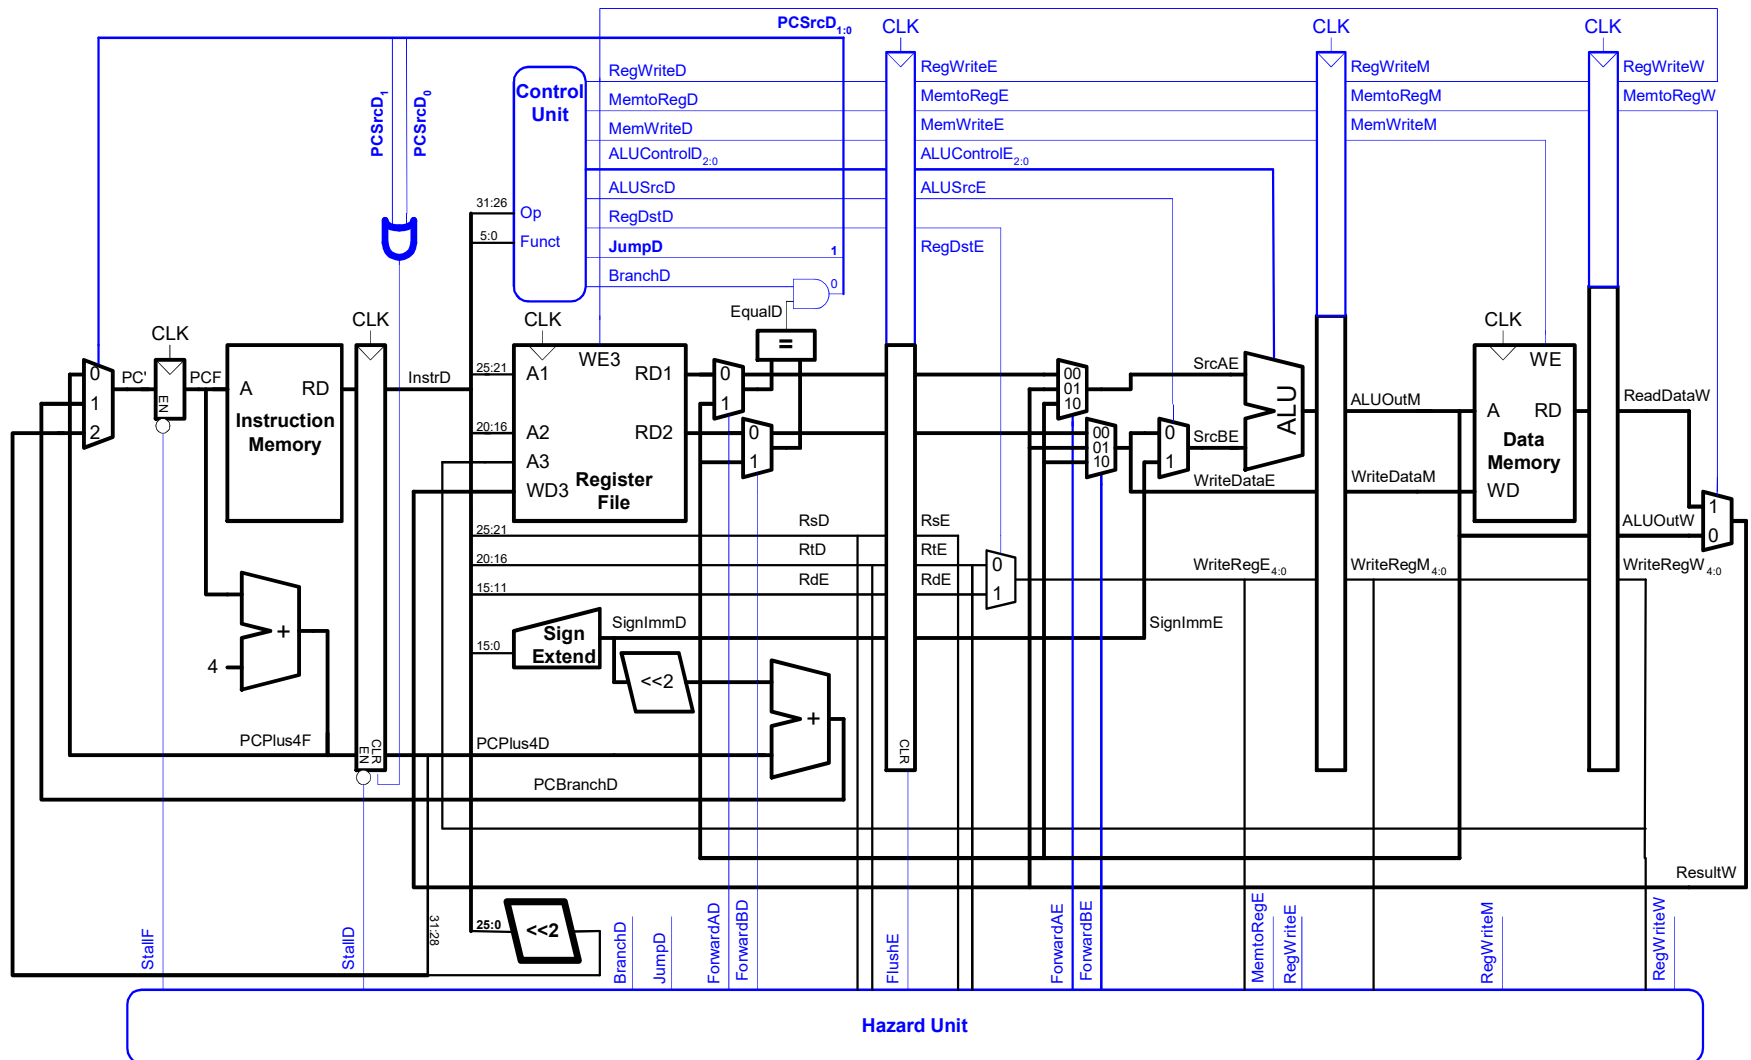 PCSrcD1:0
CLK
CLK
CLK
PCSrcD1
PCSrcD0
Control
Unit
Op
Funct
31:26
5:0
RegWriteD
MemtoRegD
MemWriteD
ALUControlD2:0
ALUSrcD
RegDstD
JumpD
BranchD
1
0
RegWriteE
MemtoRegE
MemWriteE
ALUControlE2:0
ALUSrcE
RegDstE
RegWriteM
MemtoRegM
MemWriteM
RegWriteW
MemtoRegW
EqualD
=
0
1
2
PC'
CLK
EN
PCF
A
RD
Instruction
Memory
CLK
InstrD
CLK
25:21
20:16
A1
A2
A3
WD3
WE3
RD1
RD2
Register
File
0
1
0
1
00
01
10
00
01
10
SrcAE
0
1
SrcBE
ALU
WriteDataE
ALUOutM
WriteDataM
CLK
WE
A
RD
Data
Memory
WD
ReadDataW
1
0
ALUOutW
25:21
20:16
15:11
RsD
RtD
RdE
RsE
RtE
RdE
0
1
WriteRegE4:0
WriteRegM4:0
WriteRegW4:0
15:0
Sign
Extend
SignImmD
SignImmE
<<2
+
4
+
PCPlus4F
EN
CLR
PCPlus4D
CLR
PCBranchD
ResultW
25:0
<<2
31:28
StallF
StallD
BranchD
JumpD
ForwardAD
ForwardBD
FlushE
ForwardAE
ForwardBE
MemtoRegE
RegWriteE
RegWriteM
RegWriteW
Hazard Unit